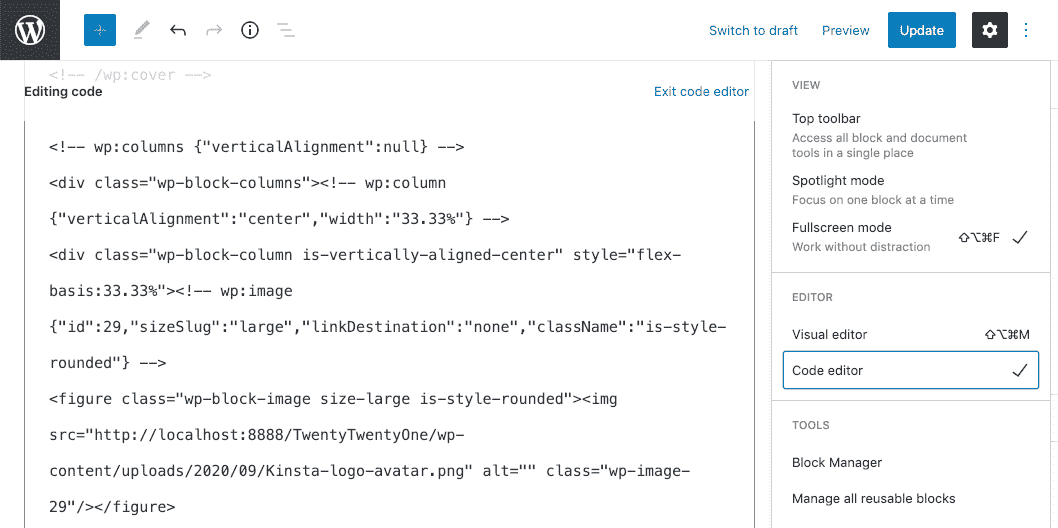 Switch to draft
Preview
Update
<!-- /wp:cover -->
Editing code
Exit code editor
<!-- wp:columns {"verticalAlignment":null} -->
<div class="wp-block-columns"><!-- wp:column
{"verticalAlignment":"center","width":"33.33%"} -->
<div class="wp-block-column is-vertically-aligned-center" style="flex-
basis:33.33%"><!-- wp:image
{"id":29,"sizeSlug":"large","linkDestination":"none","className":"is-style-
rounded"} -->
<figure class="wp-block-image size-large is-style-rounded"><img
src="http://localhost:8888/TwentyTwentyOne/wp-
content/uploads/2020/09/Kinsta-logo-avatar.png" alt="" class="wp-image-
29"/></figure>
VIEW
Top toolbar
Access all block and document
tools in a single place
Spotlight mode
Focus on one block at a time
Fullscreen mode
Work without distraction
⇧⌥⌘F
EDITOR
Visual editor
⇧⌥⌘M
Code editor
TOOLS
Block Manager
Manage all reusable blocks